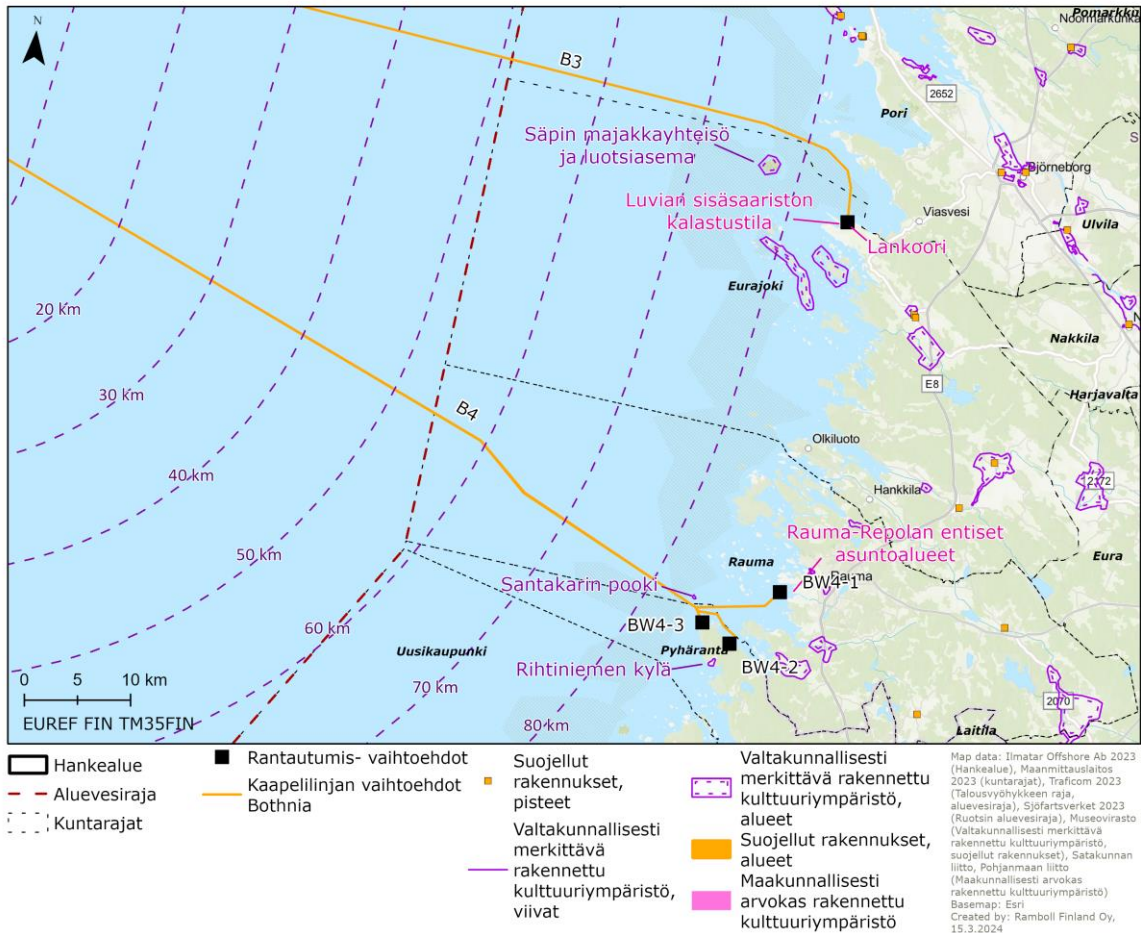 N
B3
Pomarkku
Noormarkunka
2652
Pori
Säpin majakkayhteisö
ja luotsiasema
Björneborg
S
Luvian sisäsaariston
kalastustila
Viasvesi
Ulvila
Lankoori
Eurajoki
20 km
N
Nakkila
E8
Harjavalta
30 km
B4
Olkiluoto
40 km
2172
Hankkila
Rauma-Repolan entiset
asuntoalueet
50 km
Eura
Rauma
Rauma
BW4-1
Santakarin pooki
BW4-3
60 km
Uusikaupunki
Pyhäranta
BW4-2
Rihtiniemen kylä
0 5 10 km
70 km
2070
EUREF FIN TM35FIN
80 km
Laitila
Hankealue
Aluevesiraja
Kuntarajat
Rantautumis- vaihtoehdot
Kaapelilinjan vaihtoehdot
Bothnia
Suojellut
rakennukset,
pisteet
Valtakunnallisesti
merkittävä
rakennettu
kulttuuriympäristö,
viivat
Valtakunnallisesti
merkittävä rakennettu
kulttuuriympäristö,
alueet
Suojellut rakennukset,
alueet
Maakunnallisesti
arvokas rakennettu
kulttuuriympäristö
Map data: Ilmatar Offshore Ab 2023
(Hankealue), Maanmittauslaitos
2023 (kuntarajat), Traficom 2023
(Talousvyöhykkeen raja,
aluevesiraja), Sjöfartsverket 2023
(Ruotsin aluevesiraja), Museovirasto
(Valtakunnallisesti merkittävä
rakennettu kulttuuriympäristö,
suojellut rakennukset), Satakunnan
liitto, Pohjanmaan liitto
(Maakunnallisesti arvokas
rakennettu kulttuuriympäristö)
Basemap: Esri
Created by: Ramboll Finland Oy,
15.3.2024